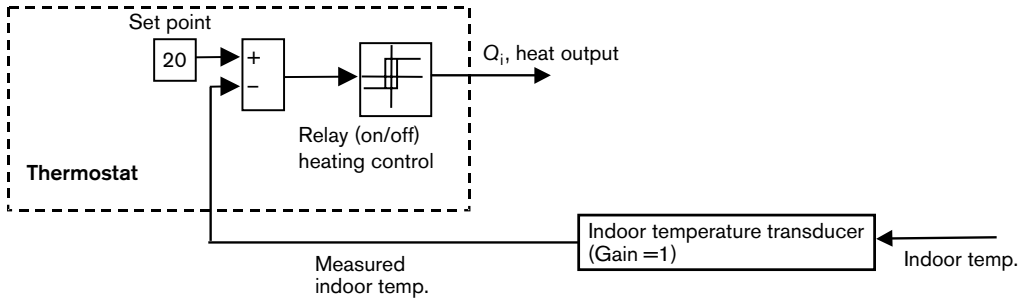 Set point
20
+
−
Qi, heat output
Relay (on/off)
heating control
Thermostat
Indoor temperature transducer
(Gain =1)
Indoor temp.
Measured
indoor temp.